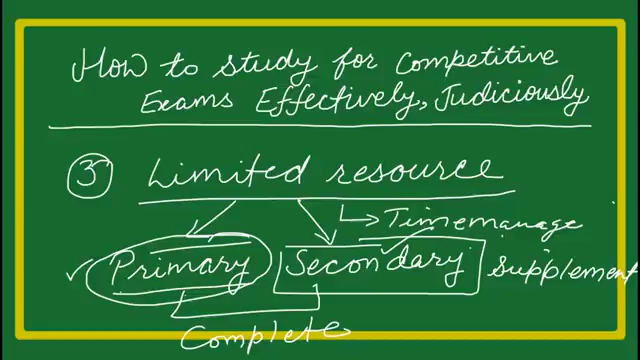 How to study for competitive
Exams Effectively, Judiciously
3 Limited resource
Timemanage
Primary Secondary Supplement
Complete